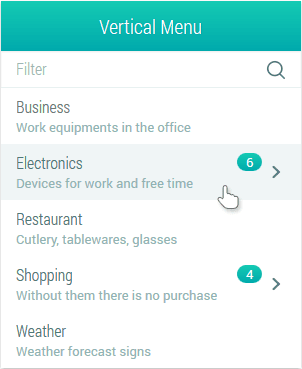 Vertical Menu
Filter
Business
Work equipments in the office
Electronics
6
Devices for work and free time
Restaurant
Cutlery, tablewares, glasses
Shopping
4
Without them there is no purchase
Weather
Weather forecast signs